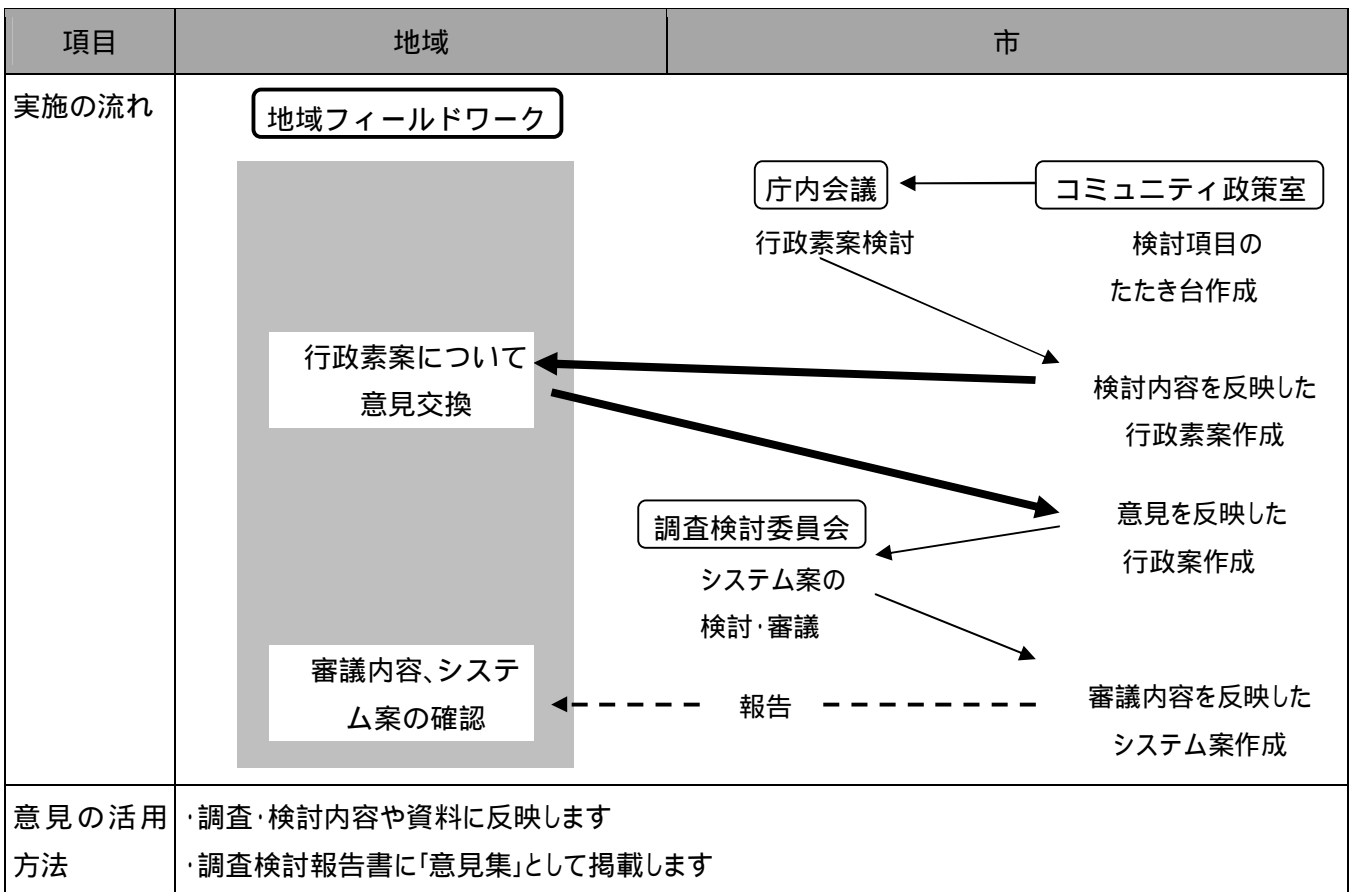 項目
地域
市
実施の流れ
地域フィールドワーク
庁内会議
コミュニティ政策室
行政素案検討
検討項目の
たたき台作成
行政素案について
意見交換
検討内容を反映した
行政素案作成
調査検討委員会
意見を反映した
行政案作成
システム案の
検討・審議
審議内容、システ
ム案の確認
報告
審議内容を反映した
システム案作成
意見の活用
方法
・調査・検討内容や資料に反映します
・調査検討報告書に「意見集」として掲載します